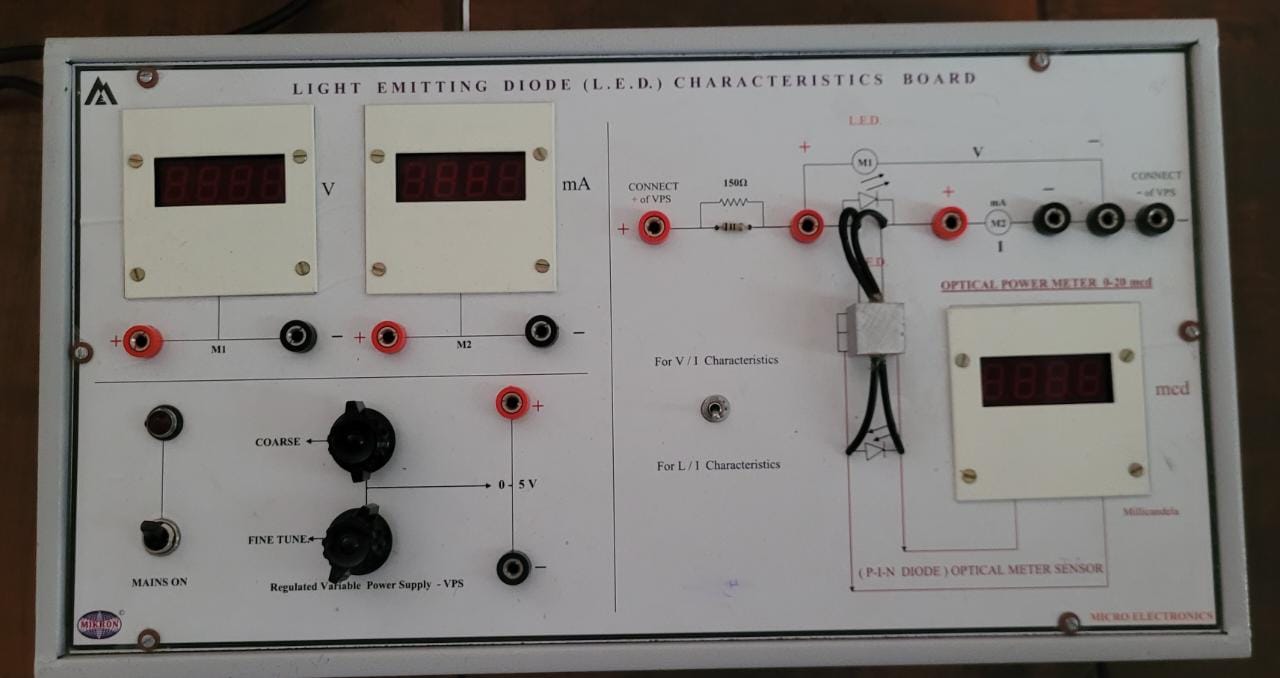 LIGHT EMITTING DIODE (L.E.D.) CHARACTERISTICS BOARD
V
mA
+ M1 -
+ M2 -
MAINS ON
COARSE
FINE TUNE.
0 - 5 V
+
-
Regulated Variable Power Supply - VPS
MIKRON
©
L.E.D.
+ M1 V -
CONNECT
+ of VPS
150Ω
CONNECT
- of VPS
+ + mA - -
M2
I
E.D.
OPTICAL POWER METER 0-20 mcd
For V / I Characteristics
For L / I Characteristics
mcd
Millicandela
( P-I-N DIODE ) OPTICAL METER SENSOR
MICRO ELECTRONICS